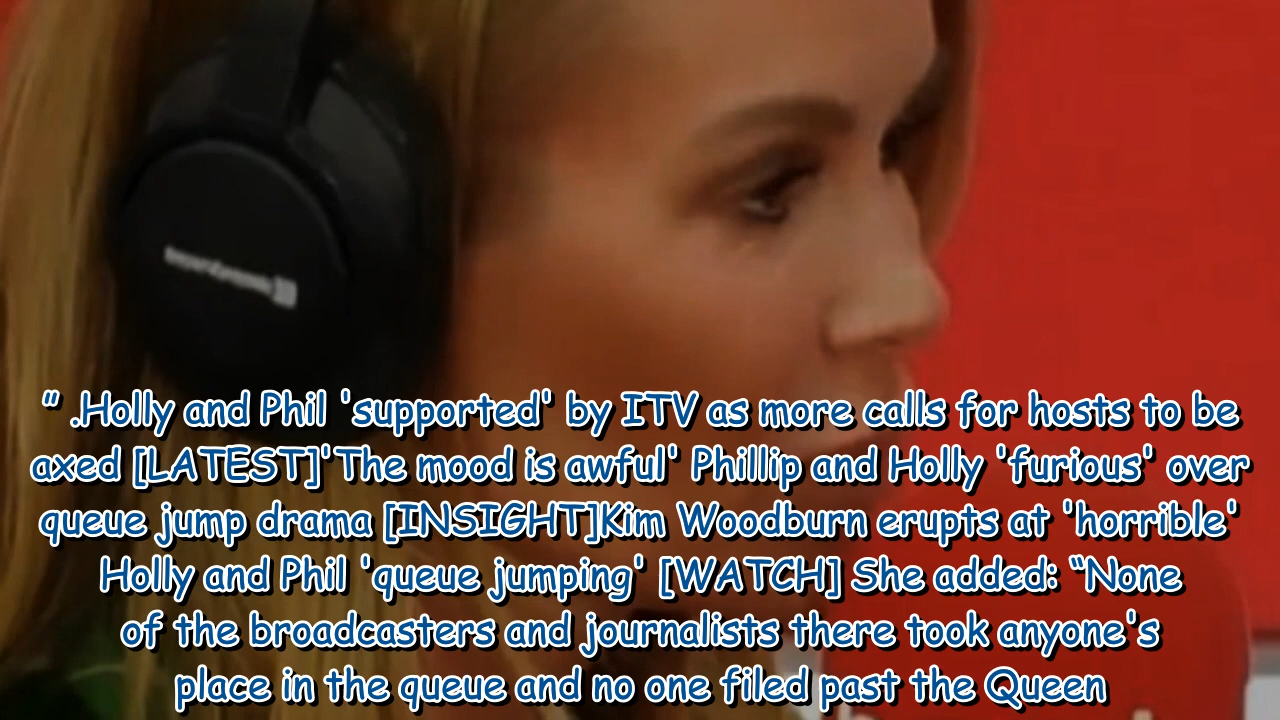 ” .Holly and Phil 'supported' by ITV as more calls for hosts to be
axed [LATEST]'The mood is awful' Phillip and Holly 'furious' over
queue jump drama [INSIGHT]Kim Woodburn erupts at 'horrible'
Holly and Phil 'queue jumping' [WATCH] She added: “None
of the broadcasters and journalists there took anyone's
place in the queue and no one filed past the Queen